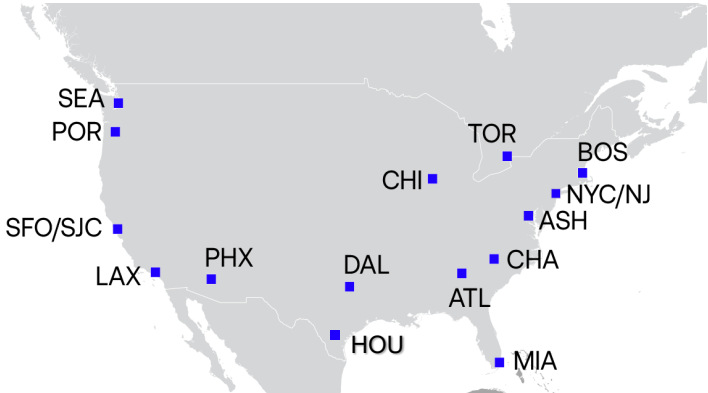 SEA
POR
TOR
BOS
CHI
NYC/NJ
ASH
SFO/SJC
PHX
CHA
LAX
DAL
ATL
HOU
MIA